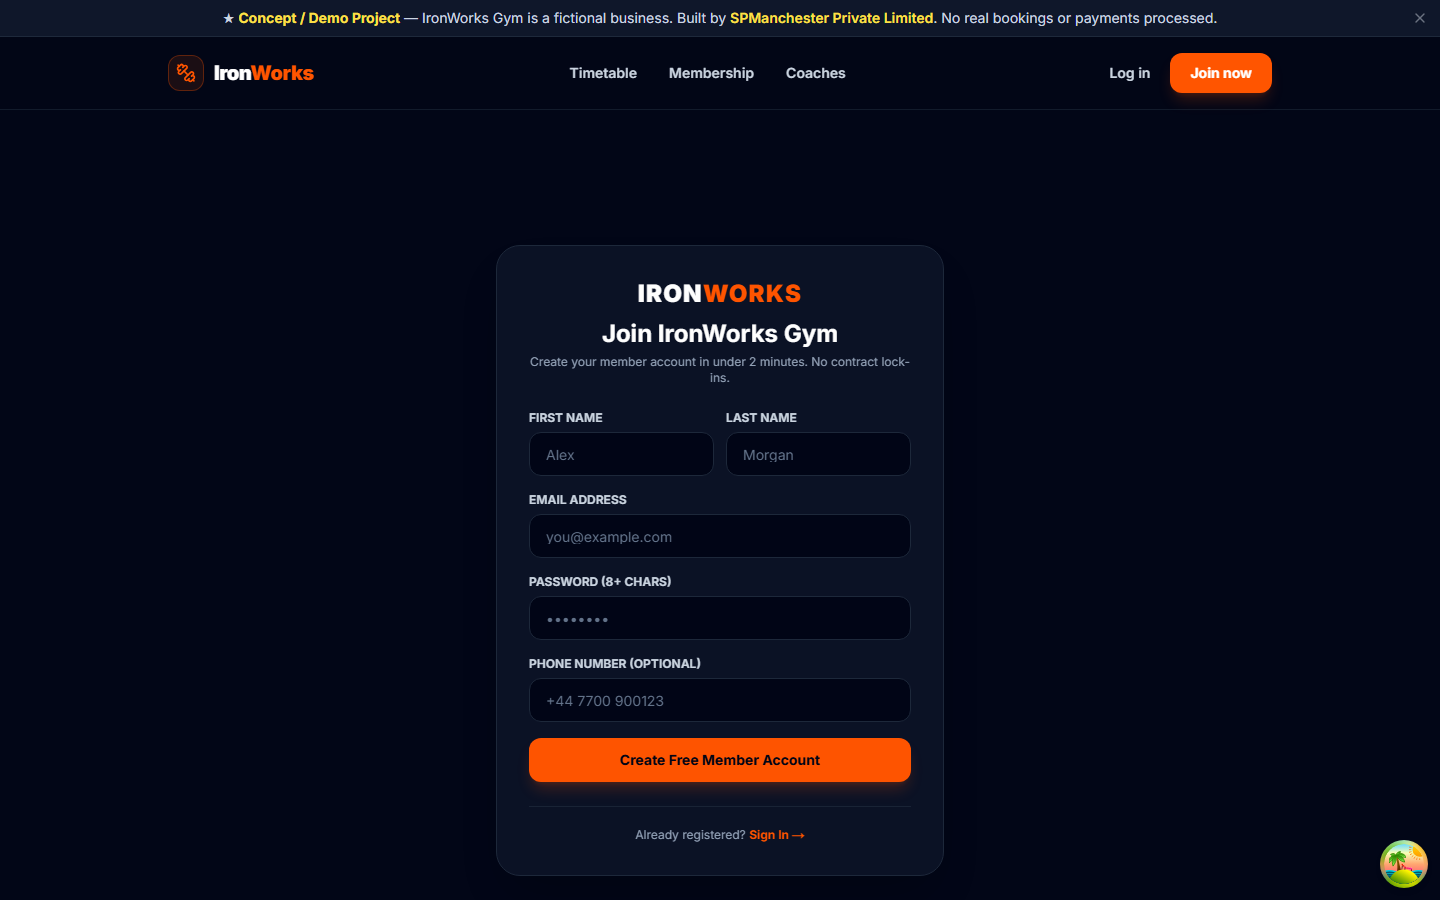 ★ Concept / Demo Project — IronWorks Gym is a fictional business. Built by SPManchester Private Limited. No real bookings or payments processed. ✕
IronWorks
Timetable Membership Coaches
Log in Join now
IRONWORKS
Join IronWorks Gym
Create your member account in under 2 minutes. No contract lock-
ins.
FIRST NAME LAST NAME
Alex Morgan
EMAIL ADDRESS
you@example.com
PASSWORD (8+ CHARS)
••••••••
PHONE NUMBER (OPTIONAL)
+44 7700 900123
Create Free Member Account
Already registered? Sign In →